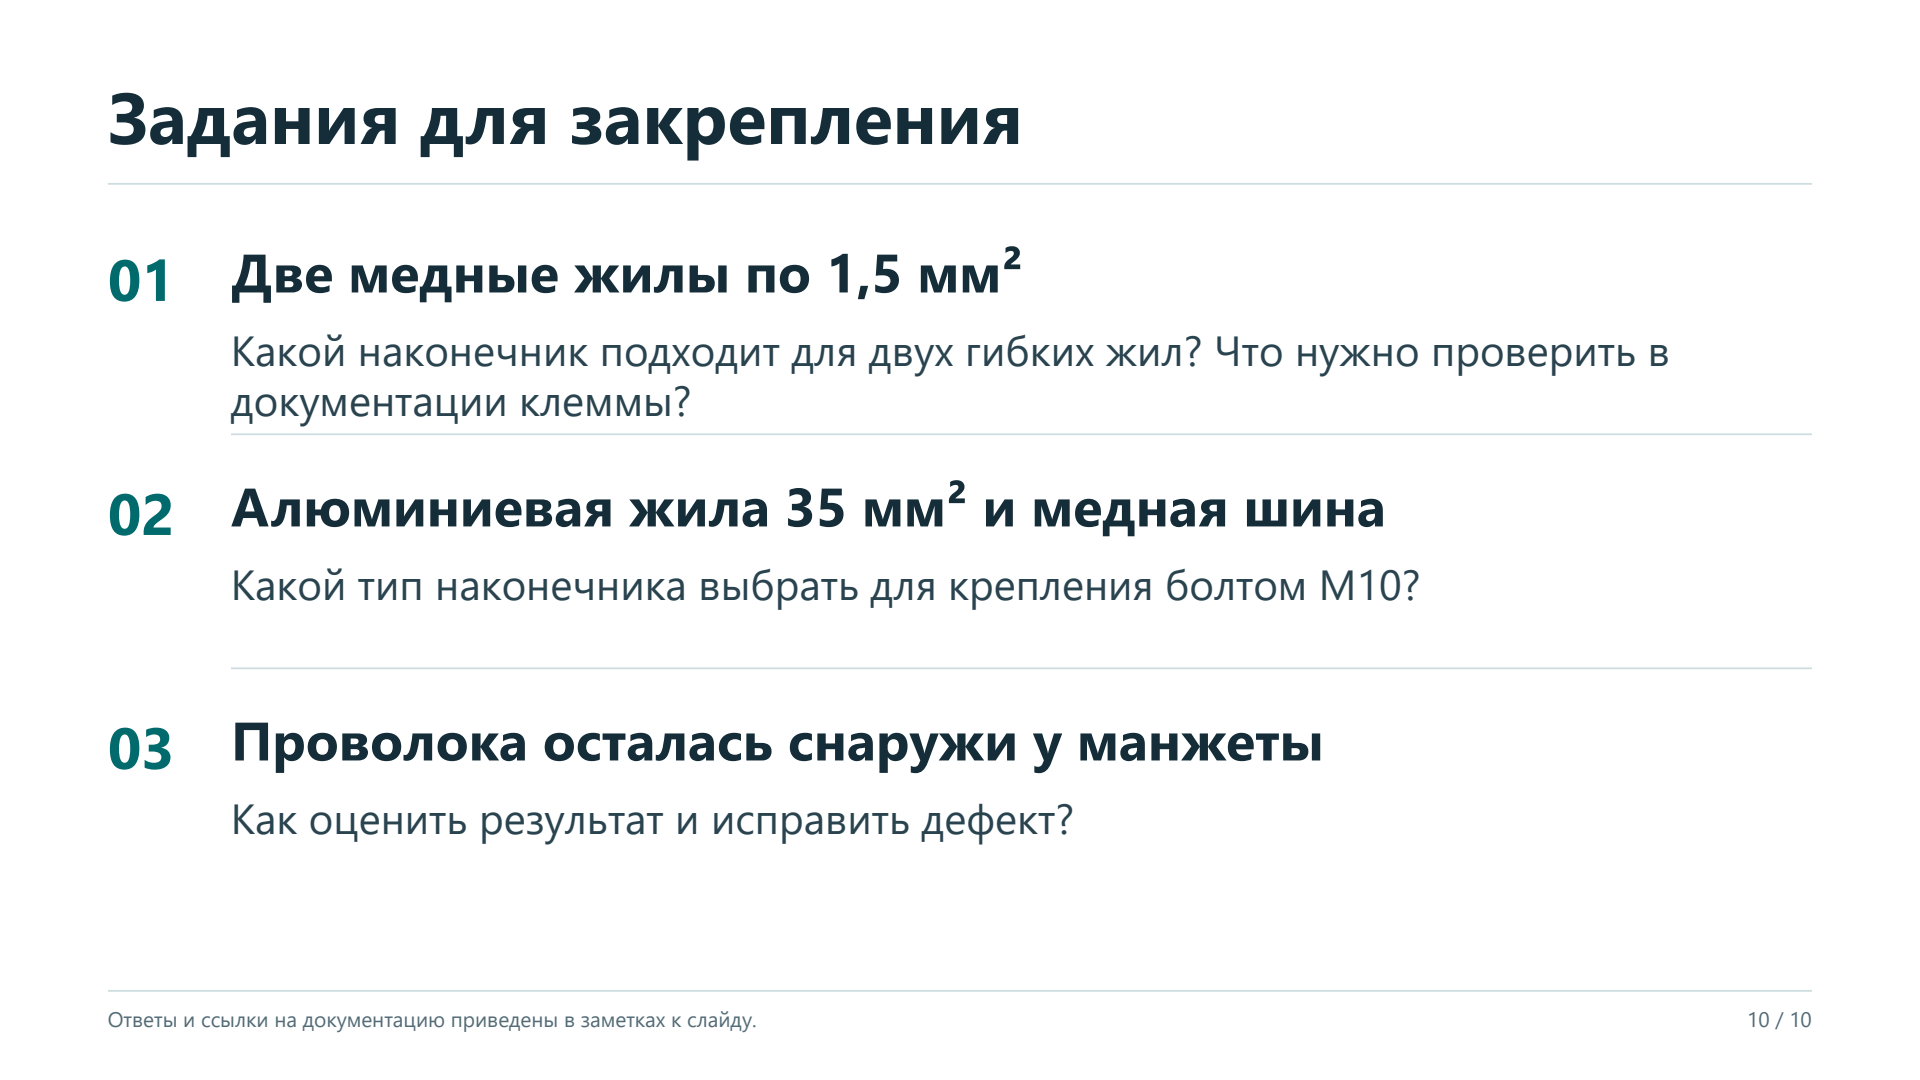 Задания для закрепления
01
Две медные жилы по 1,5 мм²
Какой наконечник подходит для двух гибких жил? Что нужно проверить в
документации клеммы?
02
Алюминиевая жила 35 мм² и медная шина
Какой тип наконечника выбрать для крепления болтом М10?
03
Проволока осталась снаружи у манжеты
Как оценить результат и исправить дефект?
Ответы и ссылки на документацию приведены в заметках к слайду.
10 / 10